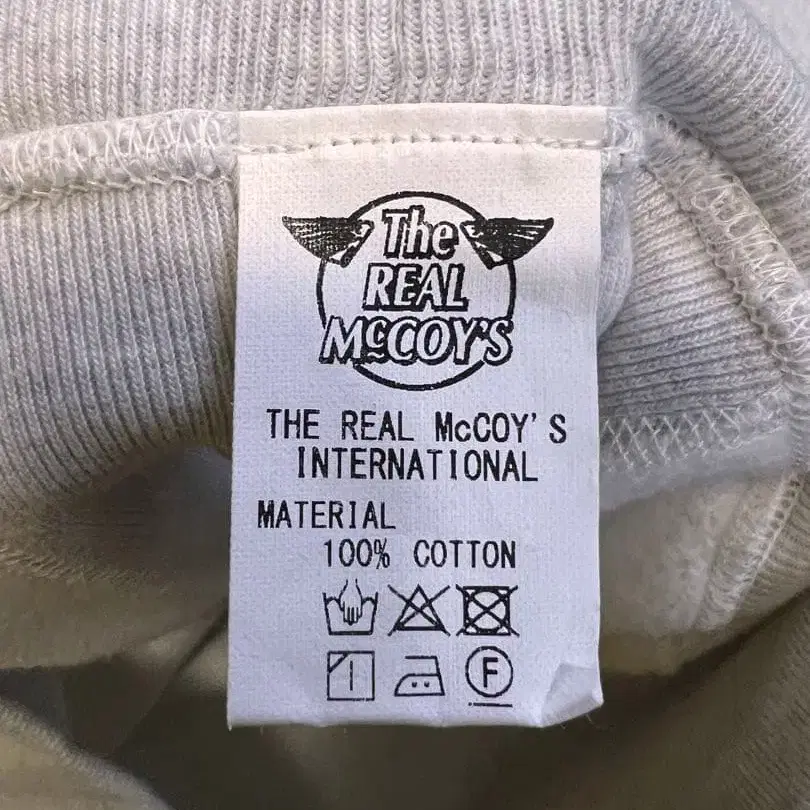 The
REAL
McCOY'S
THE REAL McCOY'S
INTERNATIONAL
MATERIAL
100% COTTON
F